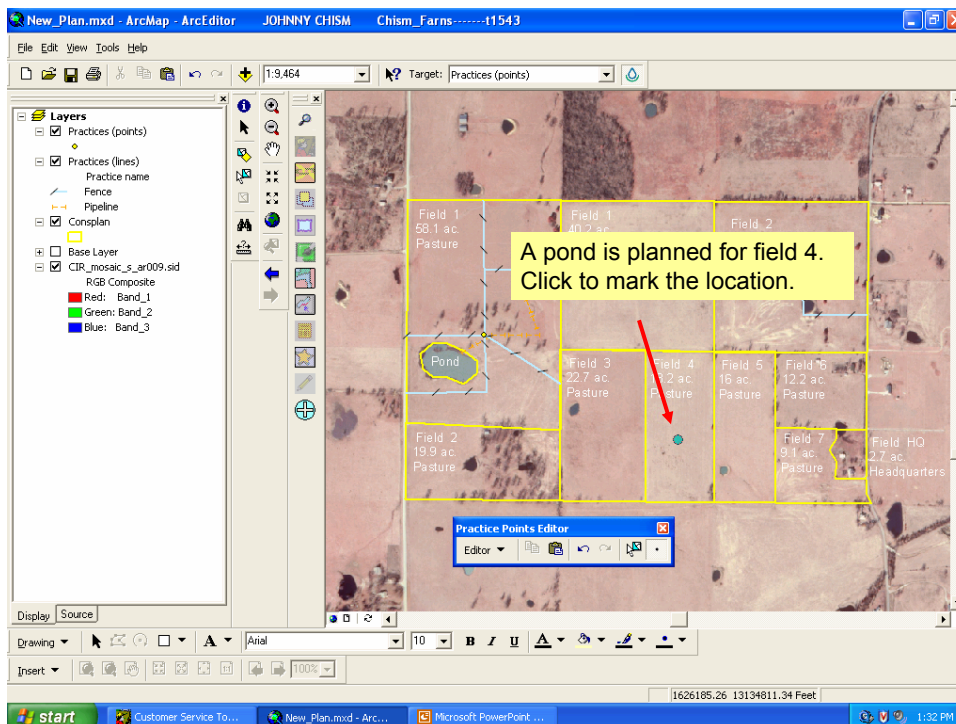 New_Plan.mxd - ArcMap - ArcEditor JOHNNY CHISM Chism_Farns-------t1543
File Edit View Tools Help
1:9,464 Target: Practices (points)
Layers
Practices (points)
Practices (lines)
Practice name
Fence
Pipeline
Consplan
Base Layer
CIR_mosaic_s_ar009.sid
RGB Composite
Red: Band_1
Green: Band_2
Blue: Band_3
Display Source
Field 1
58.1 ac.
Pasture
Field 1
40.2 ac.
Field 2
A pond is planned for field 4.
Click to mark the location.
Pond
Field 3
22.7 ac.
Pasture
Field 4
.2 ac.
Pasture
Field 5
16 ac.
Pasture
Field 6
12.2 ac.
Pasture
Field 2
19.9 ac.
Pasture
Field 7
9.1 ac.
Pasture
Field HQ
2.7 ac.
Headquarters
Practice Points Editor
Editor
Drawing A Arial 10 B I U A
Insert 100%
1626185.26 13134811.34 Feet
start Customer Service To... New_Plan.mxd - Arc... Microsoft PowerPoint ... 1:32 PM